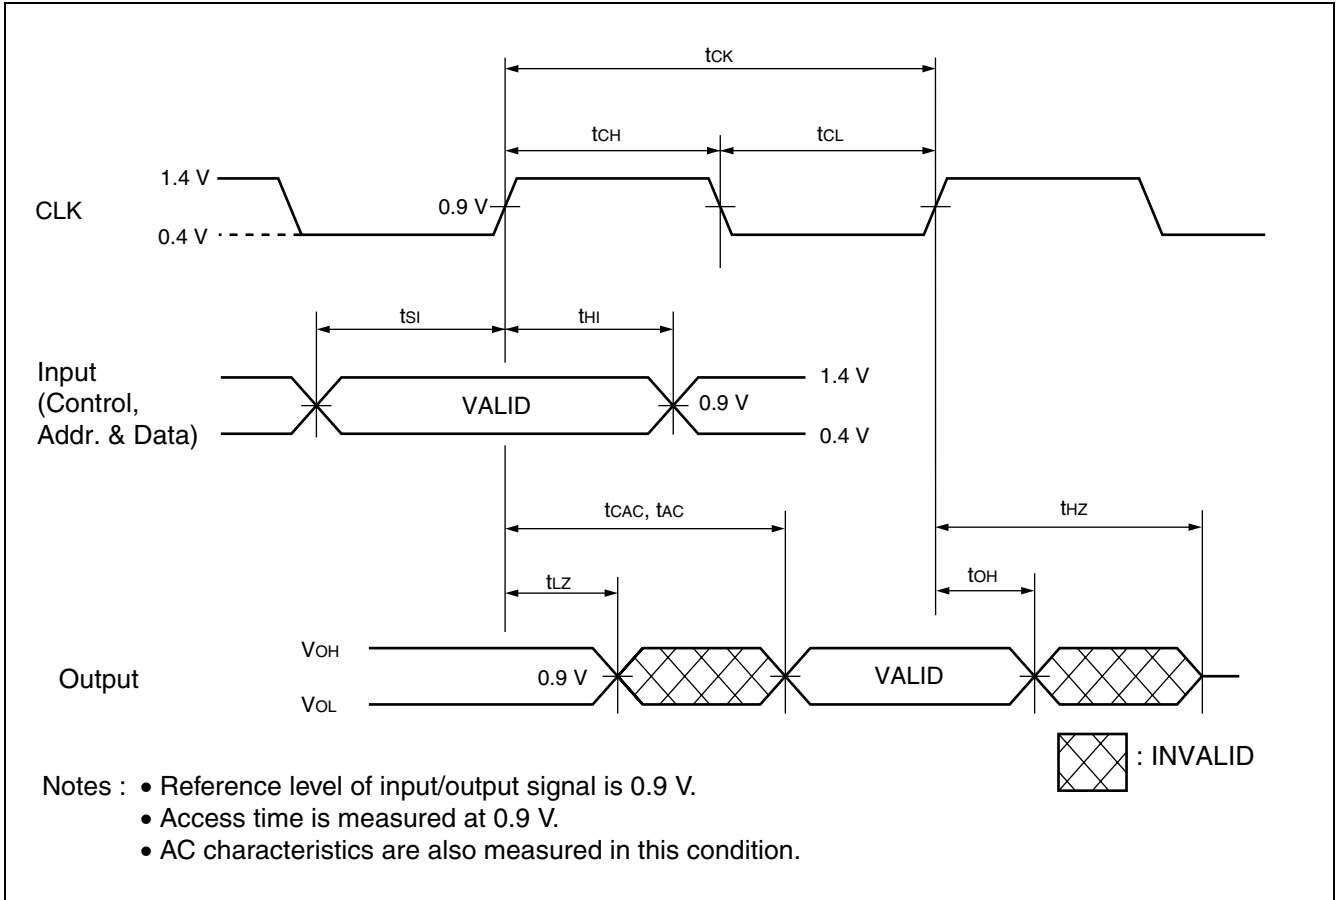 tCK
tCH
tCL
1.4 V
CLK
0.9 V
0.4 V
tSI
tHI
Input
(Control,
Addr. & Data)
1.4 V
VALID
0.9 V
0.4 V
tCAC, tAC
tHZ
tLZ
tOH
VOH
Output
0.9 V
VALID
VOL
: INVALID
Notes : • Reference level of input/output signal is 0.9 V.
• Access time is measured at 0.9 V.
• AC characteristics are also measured in this condition.